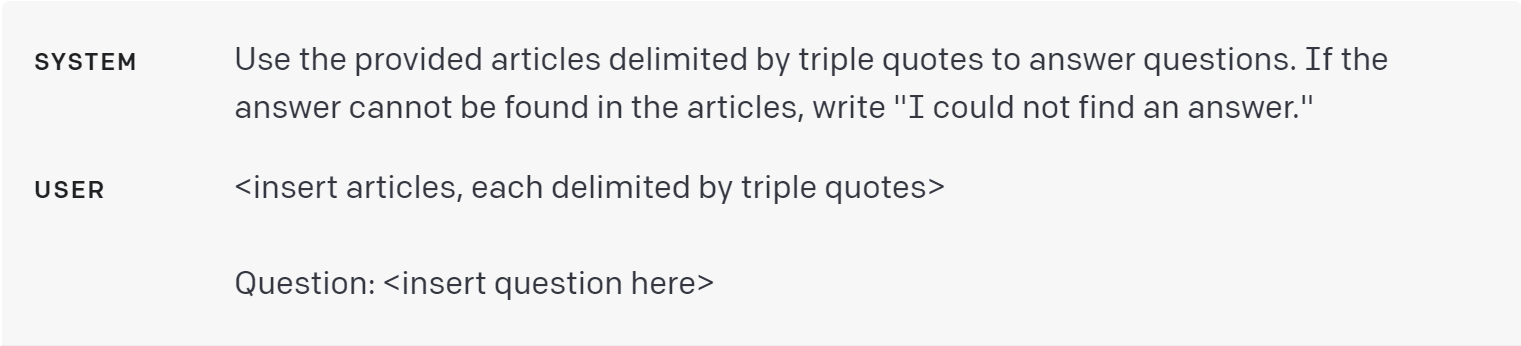 SYSTEM Use the provided articles delimited by triple quotes to answer questions. If the
answer cannot be found in the articles, write "I could not find an answer."
USER <insert articles, each delimited by triple quotes>
Question: <insert question here>